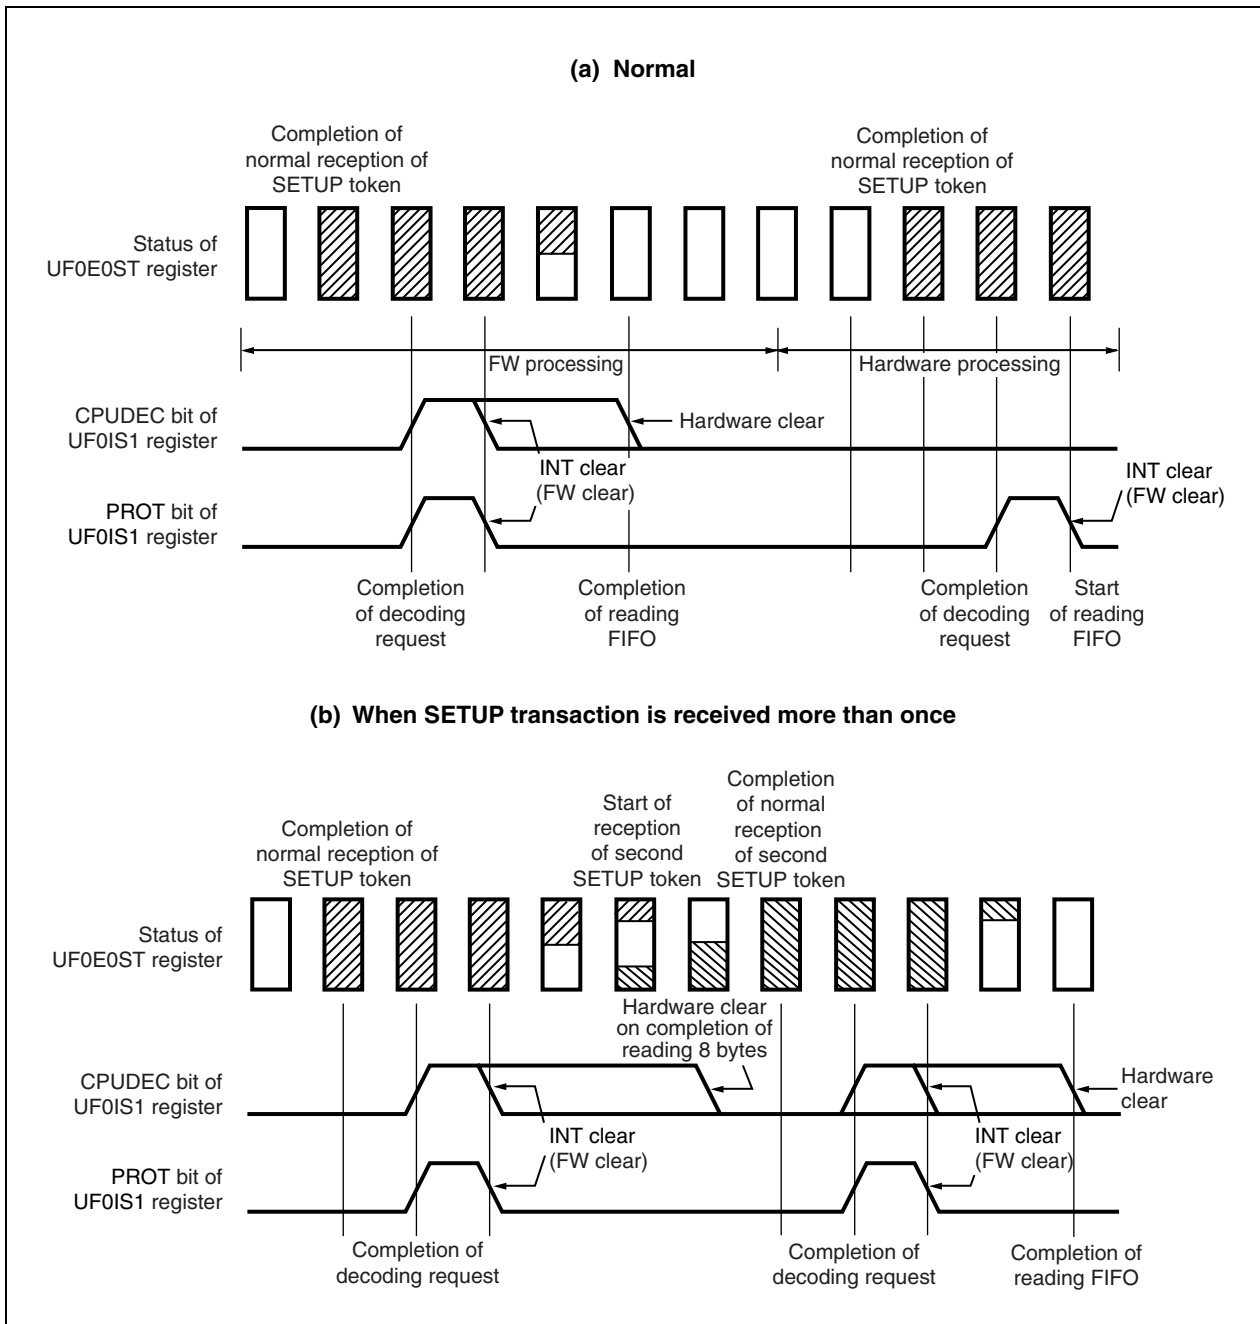 (a) Normal
Completion of
normal reception of
SETUP token
Completion of
normal reception of
SETUP token
Status of
UF0E0ST register
FW processing
Hardware processing
CPUDEC bit of
UF0IS1 register
Hardware clear
INT clear
(FW clear)
INT clear
(FW clear)
PROT bit of
UF0IS1 register
Completion
of decoding
request
Completion
of reading
FIFO
Completion
of decoding
request
Start
of reading
FIFO
(b) When SETUP transaction is received more than once
Completion of
normal reception of
SETUP token
Start of
reception
of second
SETUP token
Completion
of normal
reception
of second
SETUP token
Status of
UF0E0ST register
Hardware clear
on completion of
reading 8 bytes
CPUDEC bit of
UF0IS1 register
Hardware
clear
INT clear
(FW clear)
INT clear
(FW clear)
PROT bit of
UF0IS1 register
Completion of
decoding request
Completion of
decoding request
Completion of
reading FIFO